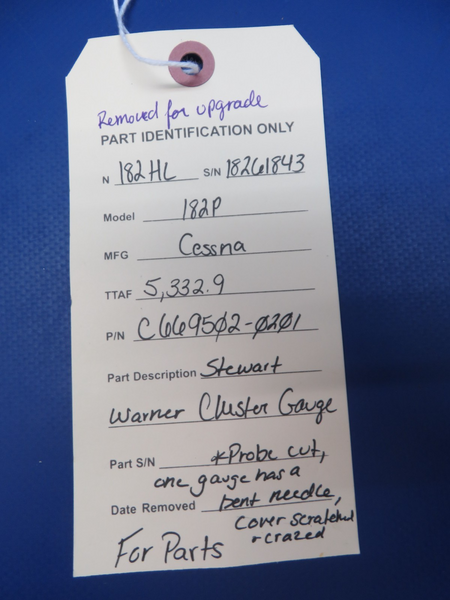 Removed for upgrade
PART IDENTIFICATION ONLY
N 182HL S/N 18261843
Model 182P
MFG Cessna
TTAF 5,332.9
P/N C669502-0201
Part Description Stewart
Warner Cluster Gauge
Part S/N *Probe cut,
one gauge has a
Date Removed bent needle,
cover scratched
+ crazed
For Parts